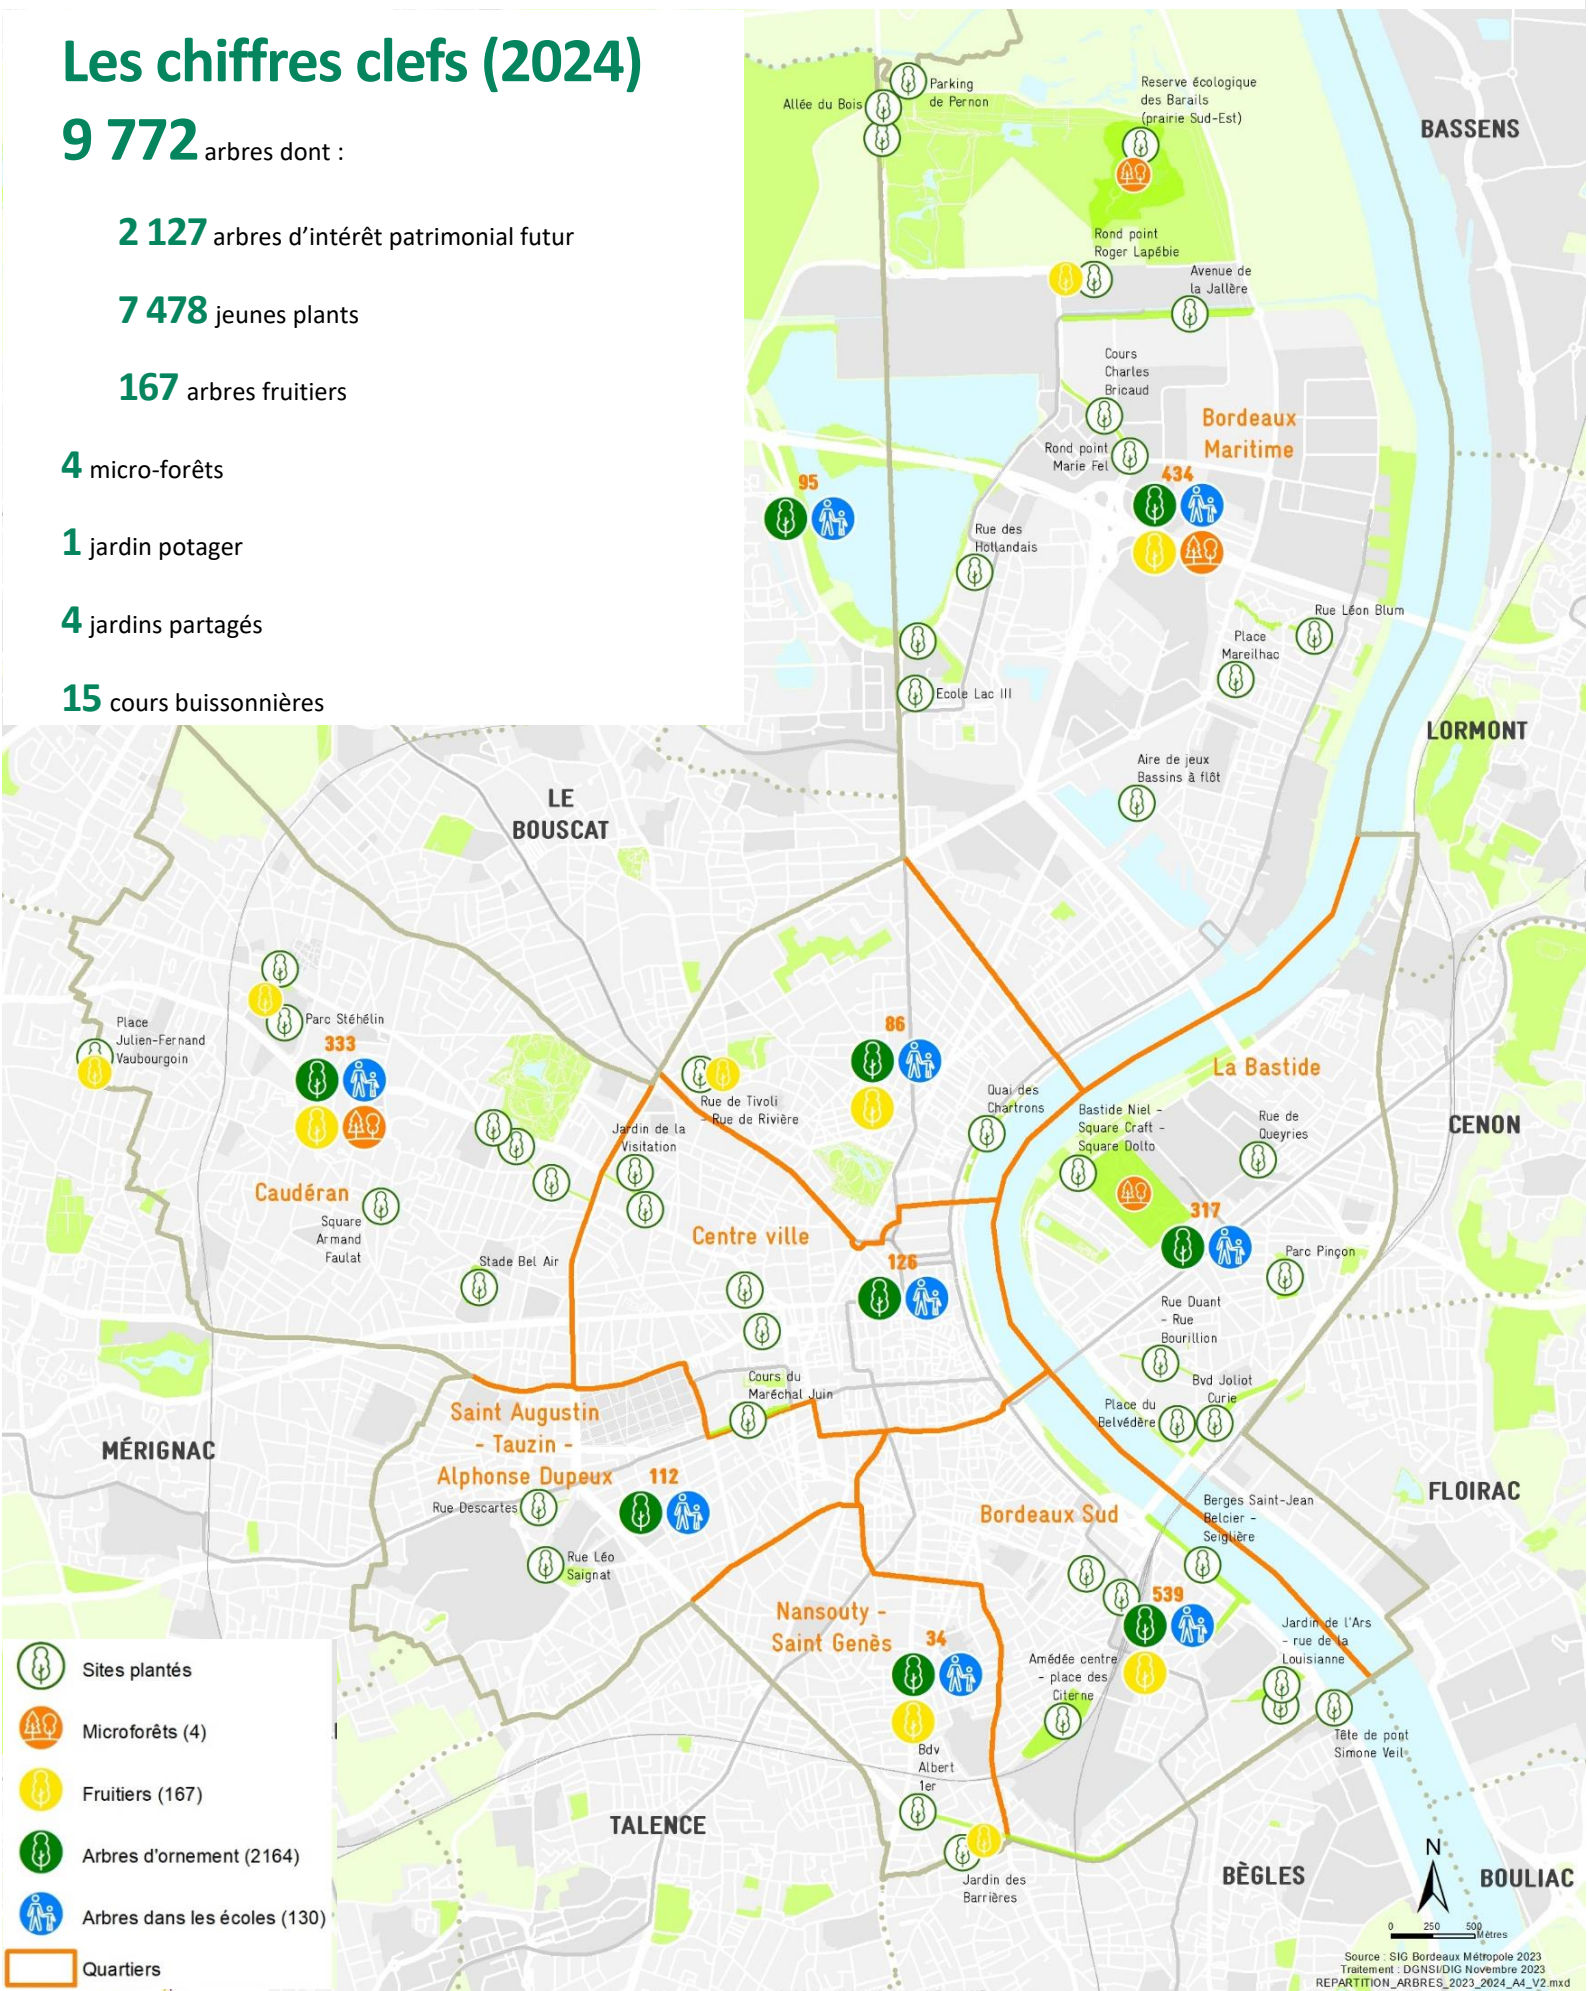 Les chiffres clefs (2024)
9 772 arbres dont :
2 127 arbres d'intérêt patrimonial futur
7 478 jeunes plants
167 arbres fruitiers
4 micro-forêts
1 jardin potager
4 jardins partagés
15 cours buissonnières
Parking
de Pernon
Allée du Bois
Reserve écologique
des Barails
(prairie Sud-Est)
BASSENS
Rond point
Roger Lapébie
Avenue de
la Jallère
Cours
Charles
Bricaud
Bordeaux
Maritime
Rond point
Marie Fel
434
95
Rue des
Hollandais
Rue Léon Blum
Place
Mareilhac
Ecole Lac III
LORMONT
Aire de jeux
Bassins à flôt
LE
BOUSCAT
Place
Julien-Fernand
Vaubourgoin
Parc Stéhélin
333
86
Rue de Tivoli
- Rue de Rivière
Jardin de la
Visitation
Quai des
Chartrons
La Bastide
Bastide Niel -
Square Craft -
Square Dolto
Rue de
Queyries
CENON
Caudéran
Square
Armand
Faulat
Stade Bel Air
Centre ville
126
317
Parc Pinçon
Rue Duant
- Rue
Bourillion
Bvd Joliot
Curie
Place du
Belvédère
Cours du
Maréchal Juin
Saint Augustin
- Tauzin -
Alphonse Dupeux
112
MÉRIGNAC
Rue Descartes
Rue Léo
Saignat
FLOIRAC
Bordeaux Sud
Berges Saint-Jean
Belcier -
Seiglière
539
Nansouty -
Saint Genès
34
Amédée centre
- place des
Citerne
Jardin de l'Ars
- rue de la
Louisianne
Tête de pont
Simone Veil
Bdv
Albert
1er
Jardin des
Barrières
TALENCE
BÈGLES
BOULIAC
Sites plantés
Microforêts (4)
Fruitiers (167)
Arbres d'ornement (2164)
Arbres dans les écoles (130)
Quartiers
N
0 250 500
Mètres
Source : SIG Bordeaux Métropole 2023
Traitement : DGNSI/DIG Novembre 2023
REPARTITION_ARBRES_2023_2024_A4_V2.mxd